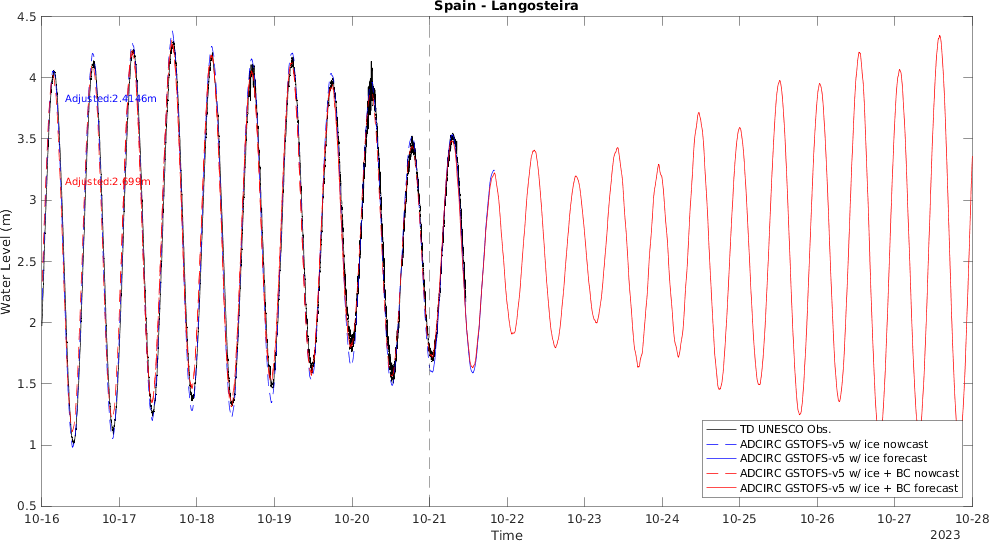 Spain - Langosteira
4.5
4
3.5
3
2.5
2
1.5
1
0.5
Water Level (m)
Adjusted:2.4146m
Adjusted:2.699m
TD UNESCO Obs.
ADCIRC GSTOFS-v5 w/ ice nowcast
ADCIRC GSTOFS-v5 w/ ice forecast
ADCIRC GSTOFS-v5 w/ ice + BC nowcast
ADCIRC GSTOFS-v5 w/ ice + BC forecast
10-16 10-17 10-18 10-19 10-20 10-21 10-22 10-23 10-24 10-25 10-26 10-27 10-28
Time
2023